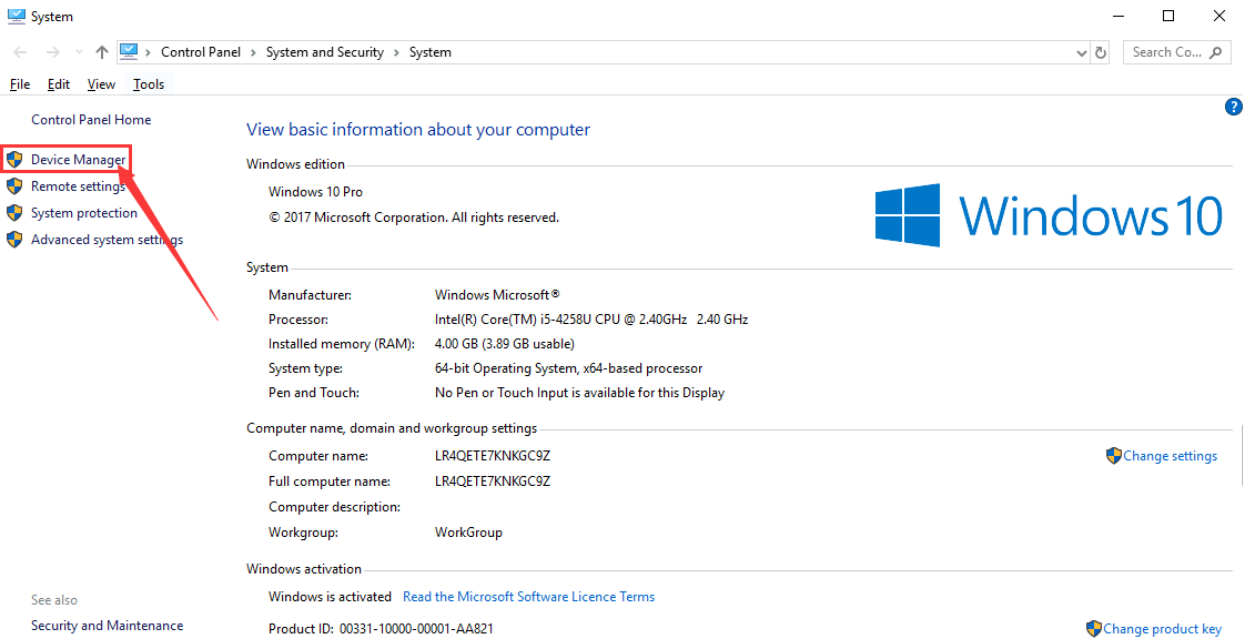 System
Control Panel > System and Security > System
Search Co...
File Edit View Tools
Control Panel Home
Device Manager
Remote settings
System protection
Advanced system settings
See also
Security and Maintenance
View basic information about your computer
Windows edition
Windows 10 Pro
© 2017 Microsoft Corporation. All rights reserved.
Windows 10
System
Manufacturer: Windows Microsoft®
Processor: Intel(R) Core(TM) i5-4258U CPU @ 2.40GHz 2.40 GHz
Installed memory (RAM): 4.00 GB (3.89 GB usable)
System type: 64-bit Operating System, x64-based processor
Pen and Touch: No Pen or Touch Input is available for this Display
Computer name, domain and workgroup settings
Computer name: LR4QETE7KNKGC9Z
Change settings
Full computer name: LR4QETE7KNKGC9Z
Computer description:
Workgroup: WorkGroup
Windows activation
Windows is activated Read the Microsoft Software Licence Terms
Product ID: 00331-10000-00001-AA821
Change product key